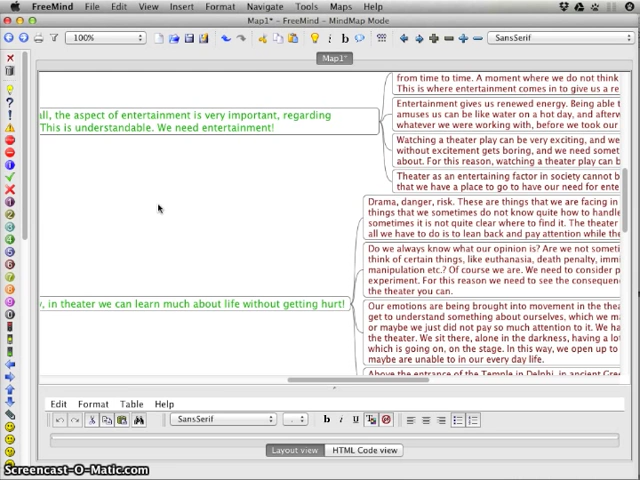 FreeMind File Edit View Insert Format Navigate Tools Maps Help
Map1* – FreeMind – MindMap Mode
100%
SansSerif
Map1*
all, the aspect of entertainment is very important, regarding
This is understandable. We need entertainment!
from time to time. A moment where we do not think
This is where entertainment comes in to give us a re
Entertainment gives us renewed energy. Being able t
amuses us can be like water on a hot day, and afterw
whatever we were working with, before we took our
Watching a theater play can be very exciting, and we
without excitement gets boring, and we need somet
about. For this reason, watching a theater play can b
Theater as an entertaining factor in society cannot b
that we have a place to go to have our need for ente
Drama, danger, risk. These are things that we are facing in
things that we sometimes do not know quite how to handle
sometimes it is not quite clear where to find it. The theater
all we have to do is to lean back and pay attention while th
Do we always know what our opinion is? Are we not somet
think of certain things, like euthanasia, death penalty, imm
manipulation etc.? Of course we are. We need to consider p
experiment. For this reason we need to see the consequenc
the theater you can.
y, in theater we can learn much about life without getting hurt!
Our emotions are being brought into movement in the thea
get to understand something about ourselves, which we ma
or maybe we just did not pay so much attention to it. We ha
the theater. We sit there, alone in the darkness, having a lo
which is going on, on the stage. In this way, we open up to
maybe are unable to in our every day life.
Above the entrance of the Temple in Delphi, in ancient Gre
Edit Format Table Help
SansSerif
b i u
Layout view HTML Code view
Screencast-O-Matic.com